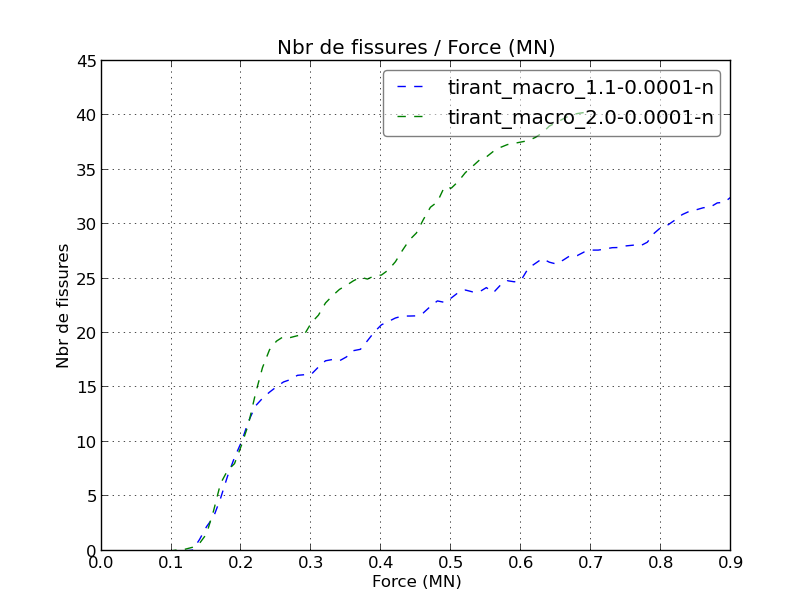 Nbr de fissures / Force (MN)
tirant_macro_1.1-0.0001-n
tirant_macro_2.0-0.0001-n
45
40
35
30
25
20
15
10
5
0
Nbr de fissures
0.0 0.1 0.2 0.3 0.4 0.5 0.6 0.7 0.8 0.9
Force (MN)